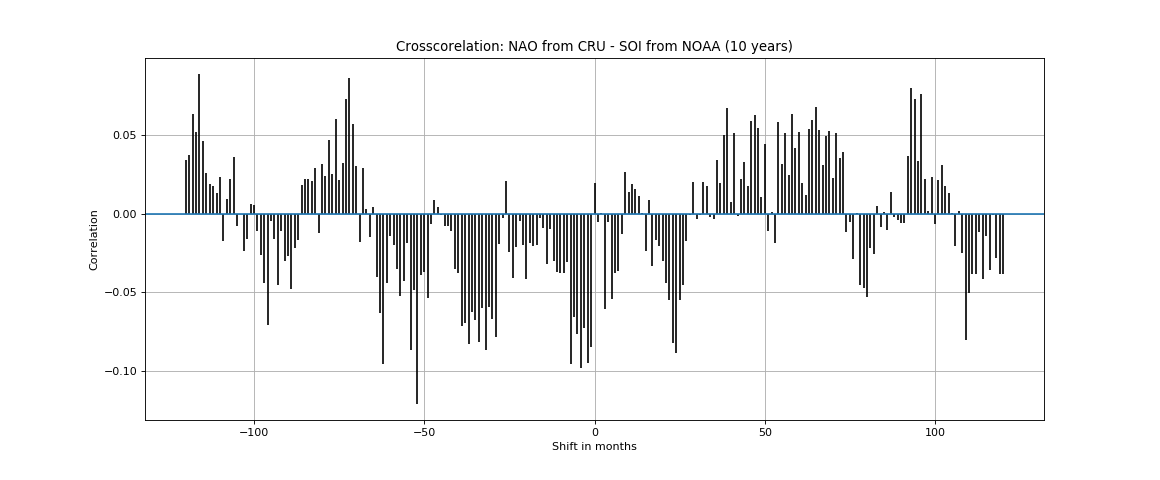 Crosscorelation: NAO from CRU - SOI from NOAA (10 years)
Correlation
0.05
0.00
−0.05
−0.10
−100 −50 0 50 100
Shift in months